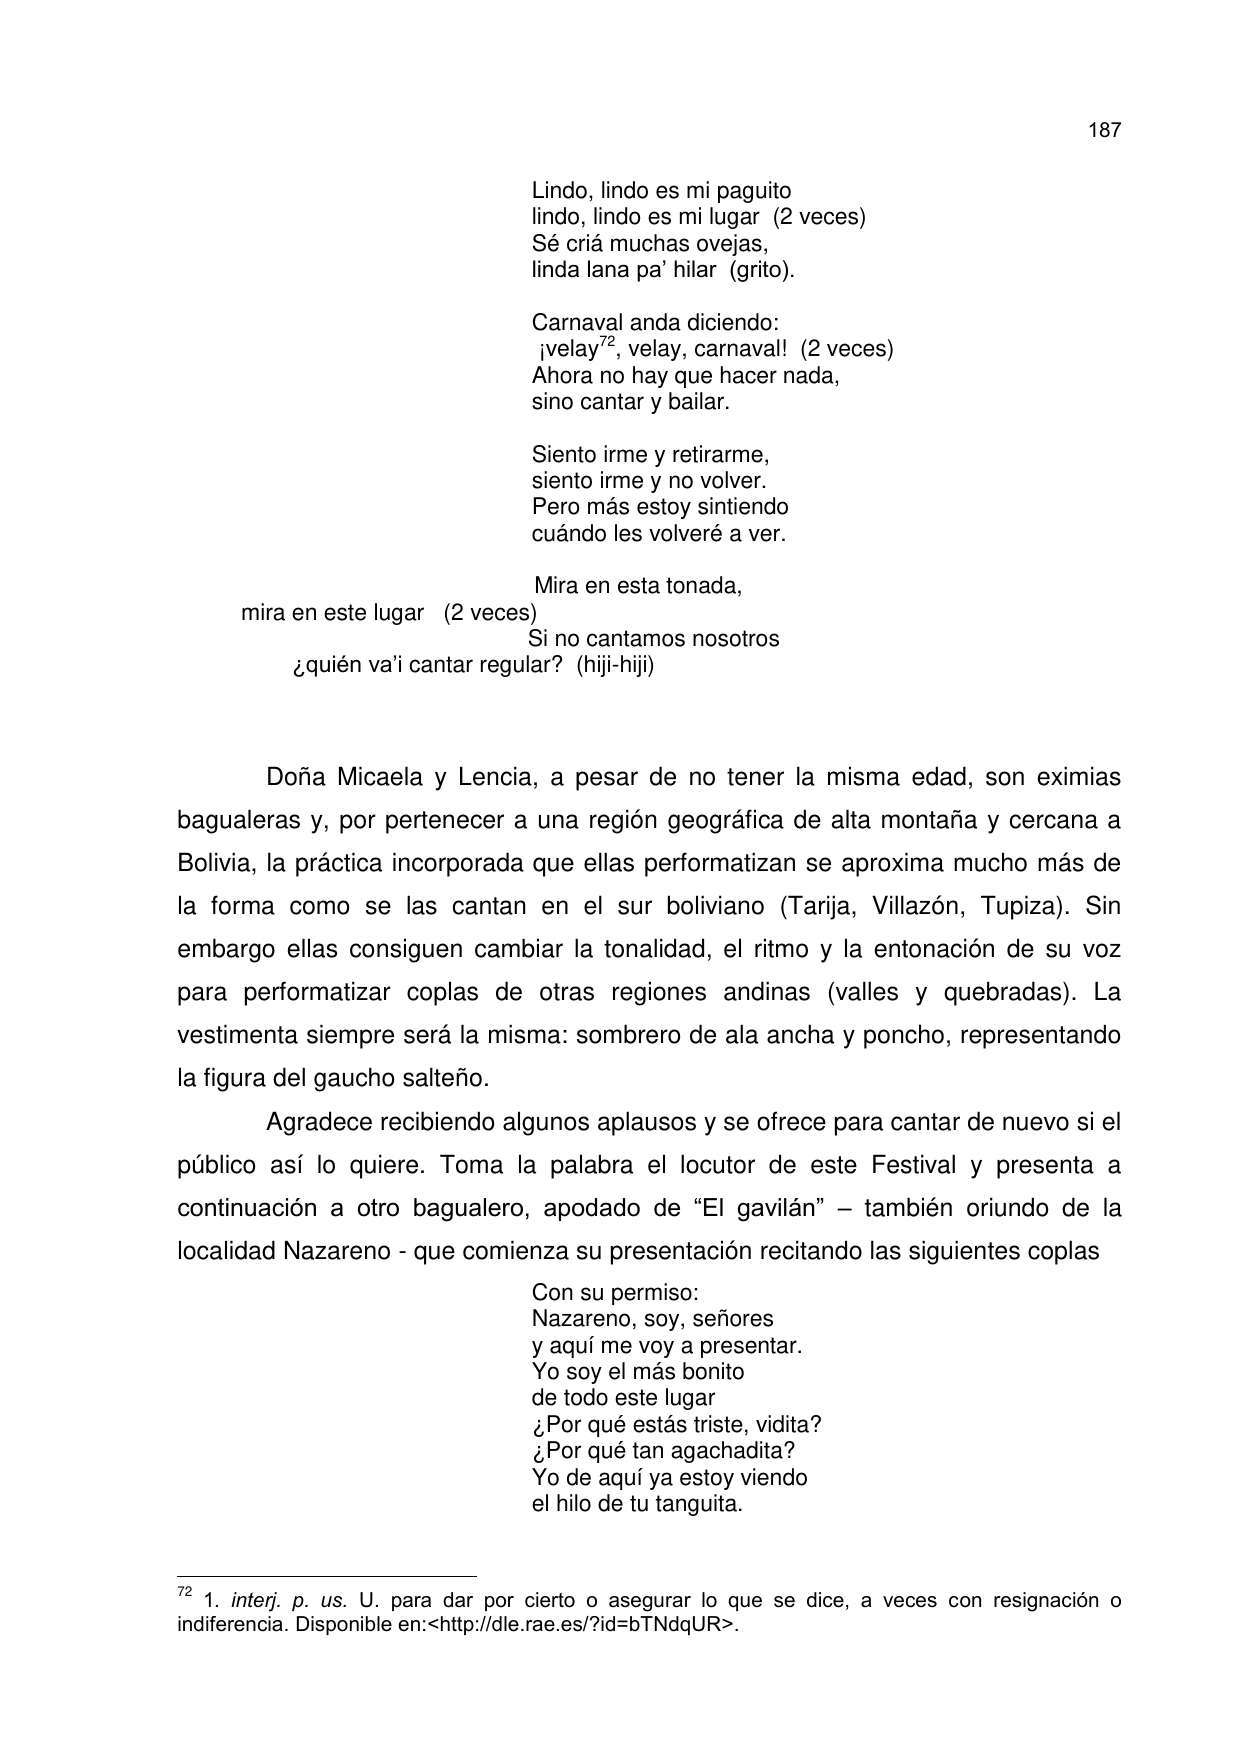 187
Lindo, lindo es mi paguito
lindo, lindo es mi lugar (2 veces)
Sé criá muchas ovejas,
linda lana pa’ hilar (grito).
Carnaval anda diciendo:
¡velay72, velay, carnaval! (2 veces)
Ahora no hay que hacer nada,
sino cantar y bailar.
Siento irme y retirarme,
siento irme y no volver.
Pero más estoy sintiendo
cuándo les volveré a ver.
Mira en esta tonada,
mira en este lugar (2 veces)
Si no cantamos nosotros
¿quién va’i cantar regular? (hiji-hiji)
Doña Micaela y Lencia, a pesar de no tener la misma edad, son eximias
bagualeras y, por pertenecer a una región geográfica de alta montaña y cercana a
Bolivia, la práctica incorporada que ellas performatizan se aproxima mucho más de
la forma como se las cantan en el sur boliviano (Tarija, Villazón, Tupiza). Sin
embargo ellas consiguen cambiar la tonalidad, el ritmo y la entonación de su voz
para performatizar coplas de otras regiones andinas (valles y quebradas). La
vestimenta siempre será la misma: sombrero de ala ancha y poncho, representando
la figura del gaucho salteño.
Agradece recibiendo algunos aplausos y se ofrece para cantar de nuevo si el
público así lo quiere. Toma la palabra el locutor de este Festival y presenta a
continuación a otro bagualero, apodado de “El gavilán” – también oriundo de la
localidad Nazareno - que comienza su presentación recitando las siguientes coplas
Con su permiso:
Nazareno, soy, señores
y aquí me voy a presentar.
Yo soy el más bonito
de todo este lugar
¿Por qué estás triste, vidita?
¿Por qué tan agachadita?
Yo de aquí ya estoy viendo
el hilo de tu tanguita.
72 1. interj. p. us. U. para dar por cierto o asegurar lo que se dice, a veces con resignación o
indiferencia. Disponible en:<http://dle.rae.es/?id=bTNdqUR>.